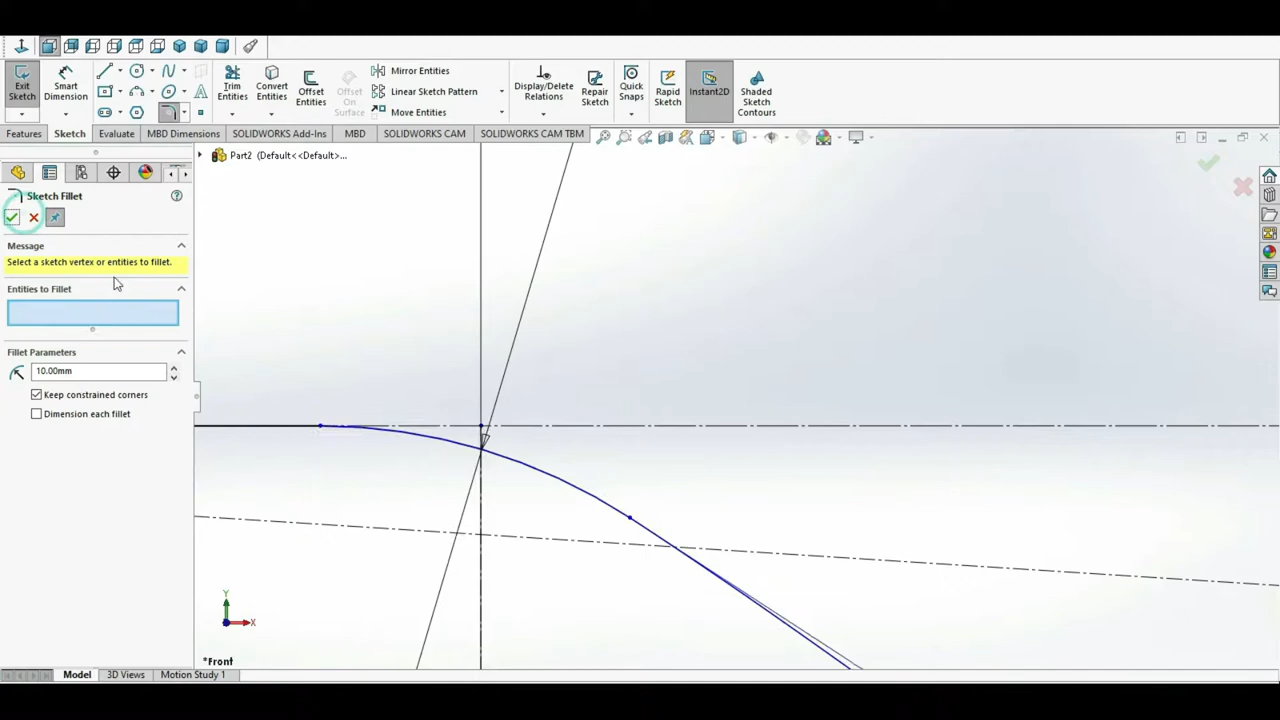 Exit Sketch
Smart Dimension
Trim Entities
Convert Entities
Offset Entities
Offset On Surface
Mirror Entities
Linear Sketch Pattern
Move Entities
Display/Delete Relations
Repair Sketch
Quick Snaps
Rapid Sketch
Instant2D
Shaded Sketch Contours
Features
Sketch
Evaluate
MBD Dimensions
SOLIDWORKS Add-Ins
MBD
SOLIDWORKS CAM
SOLIDWORKS CAM TBM
Part2 (Default<<Default>...
Sketch Fillet
Message
Select a sketch vertex or entities to fillet.
Entities to Fillet
Fillet Parameters
10.00mm
Keep constrained corners
Dimension each fillet
Y
X
*Front
Model
3D Views
Motion Study 1